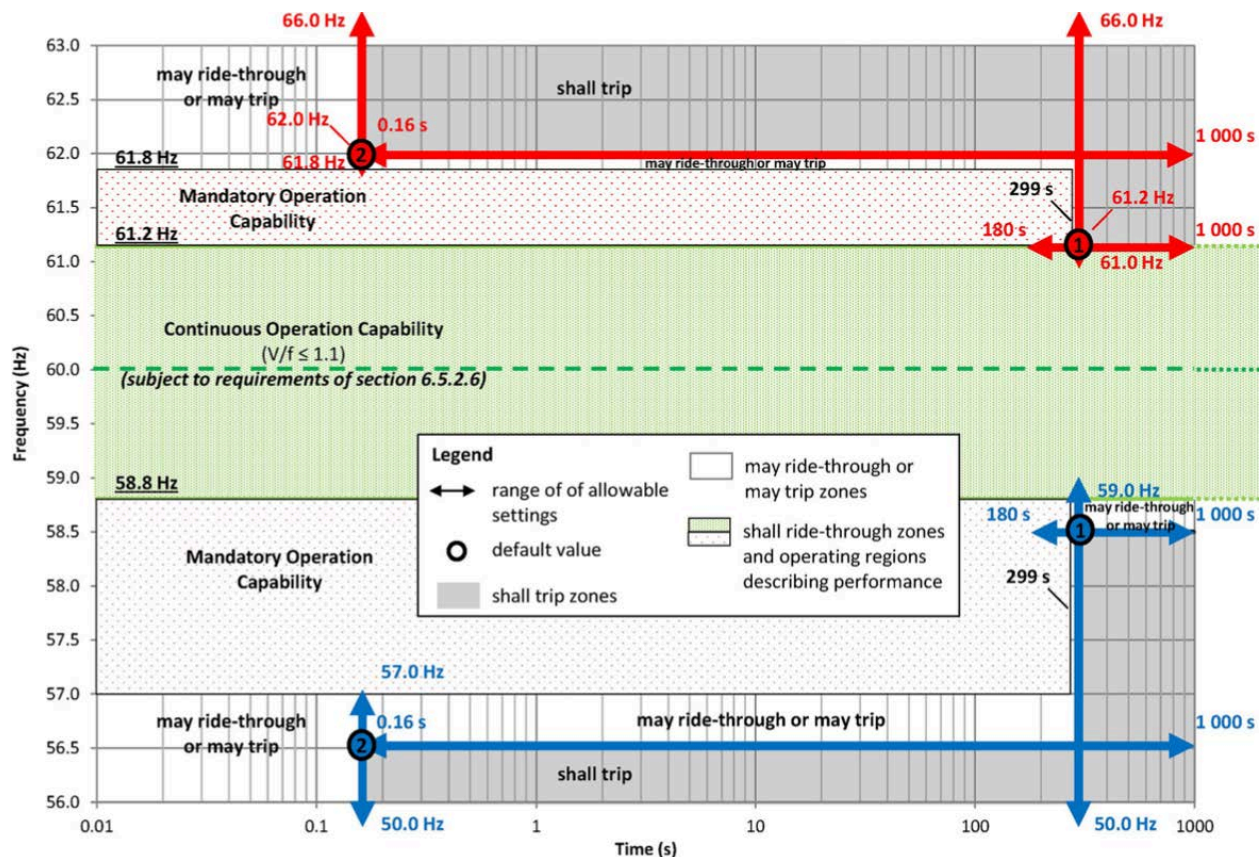 66.0 Hz
66.0 Hz
63.0
may ride-through
or may trip
shall trip
62.5
62.0 Hz
0.16 s
1 000 s
62.0
2
61.8 Hz
61.8 Hz
may ride-through or may trip
Mandatory Operation
Capability
299 s
61.2 Hz
61.5
61.2 Hz
180 s
1 000 s
1
61.0
61.0 Hz
60.5
Continuous Operation Capability
(V/f ≤ 1.1)
60.0
(subject to requirements of section 6.5.2.6)
Frequency (Hz)
59.5
59.0
58.8 Hz
Legend
range of of allowable
settings
default value
shall trip zones
may ride-through or
may trip zones
shall ride-through zones
and operating regions
describing performance
59.0 Hz
may ride-through
or may trip
180 s
1 000 s
1
58.5
Mandatory Operation
Capability
299 s
58.0
57.5
57.0 Hz
57.0
may ride-through
or may trip
0.16 s
may ride-through or may trip
1 000 s
56.5
2
shall trip
56.0
50.0 Hz
50.0 Hz
0.01
0.1
1
10
100
1000
Time (s)